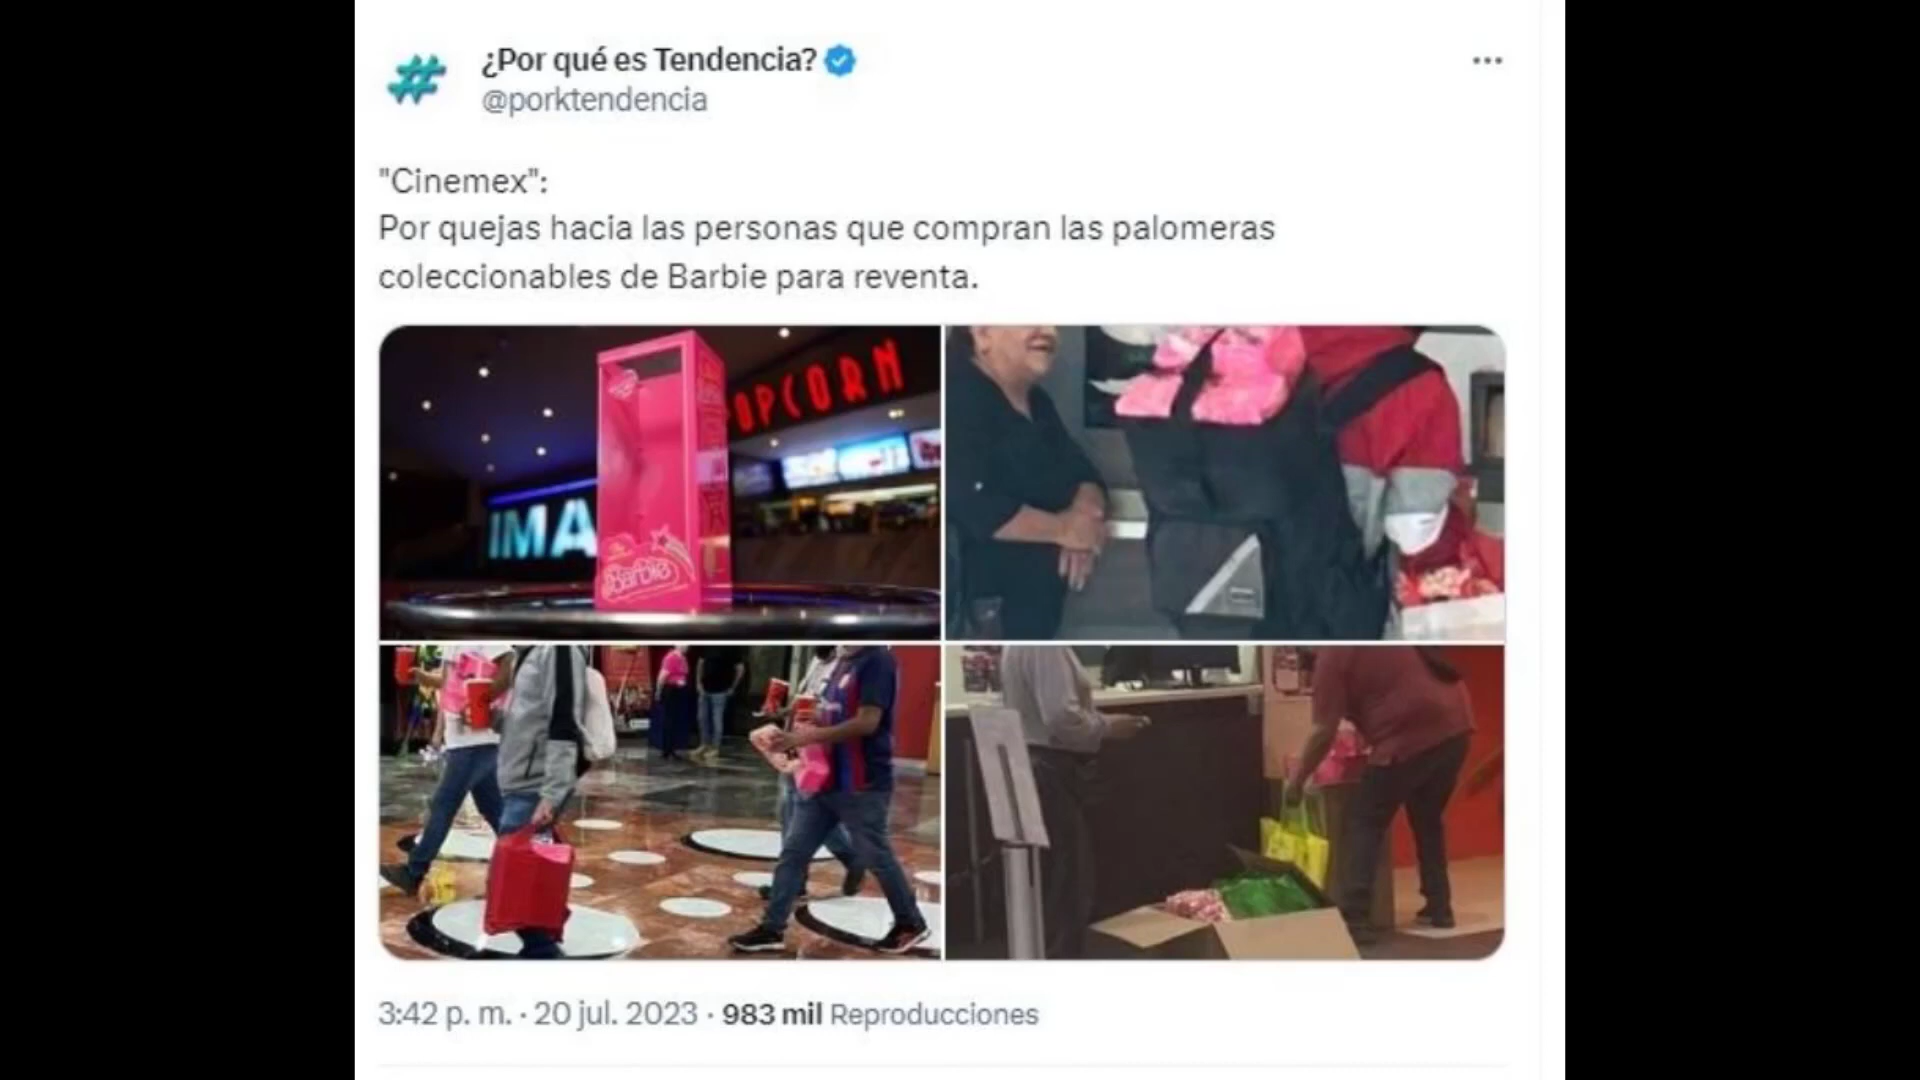 ¿Por qué es Tendencia?
@porktendencia
"Cinemex":
Por quejas hacia las personas que compran las palomeras
coleccionables de Barbie para reventa.
POPCORN
IMA
Barbie
3:42 p. m. · 20 jul. 2023 · 983 mil Reproducciones